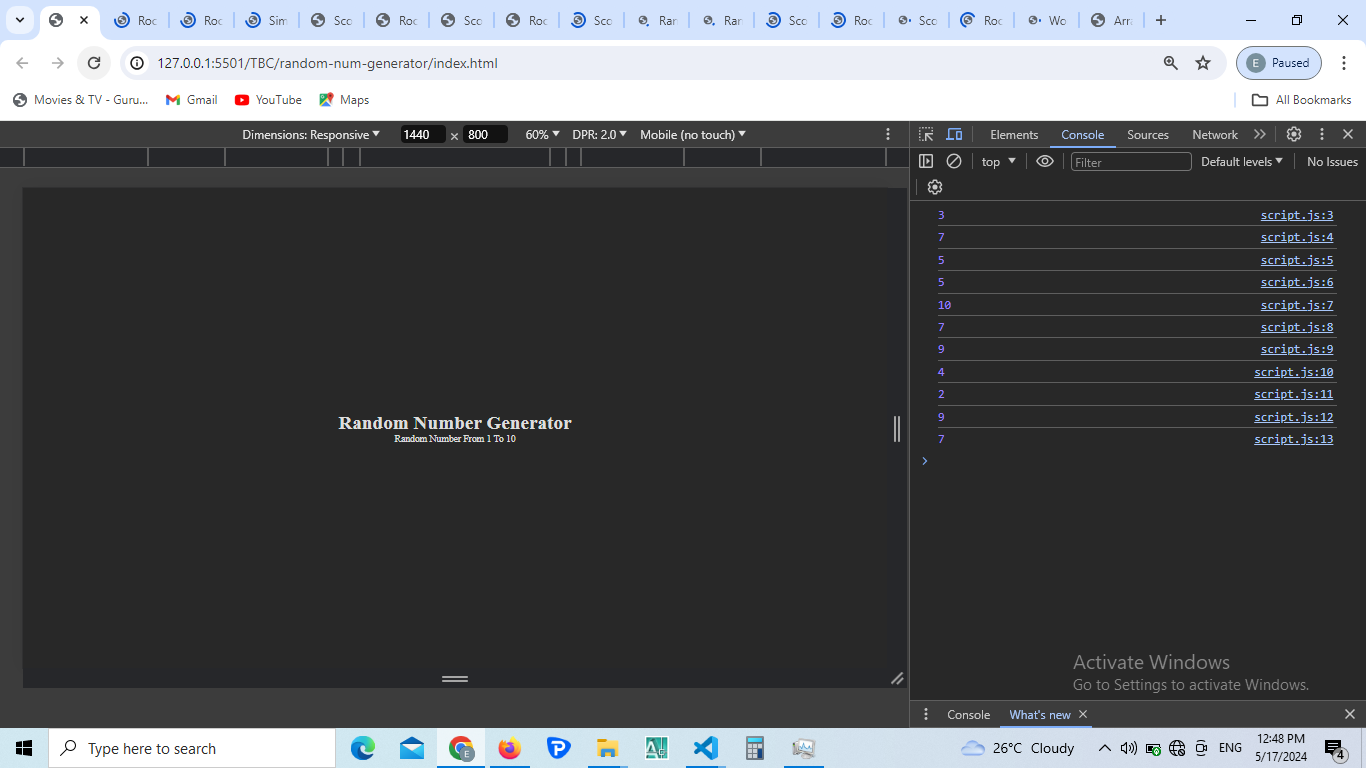 Roc
Roc
Sim
Sco
Roc
Sco
Roc
Sco
Ran
Ran
Sco
Roc
Sco
Roc
Wo
Arr
127.0.0.1:5501/TBC/random-num-generator/index.html
E
Paused
Movies & TV - Guru...
Gmail
YouTube
Maps
All Bookmarks
Dimensions: Responsive
1440
×
800
60%
DPR: 2.0
Mobile (no touch)
Elements
Console
Sources
Network
top
Filter
Default levels
No Issues
3 script.js:3
7 script.js:4
5 script.js:5
5 script.js:6
10 script.js:7
7 script.js:8
9 script.js:9
4 script.js:10
2 script.js:11
9 script.js:12
7 script.js:13
Random Number Generator
Random Number From 1 To 10
Activate Windows
Go to Settings to activate Windows.
Console
What's new
Type here to search
26°C Cloudy
ENG
12:48 PM
5/17/2024
4